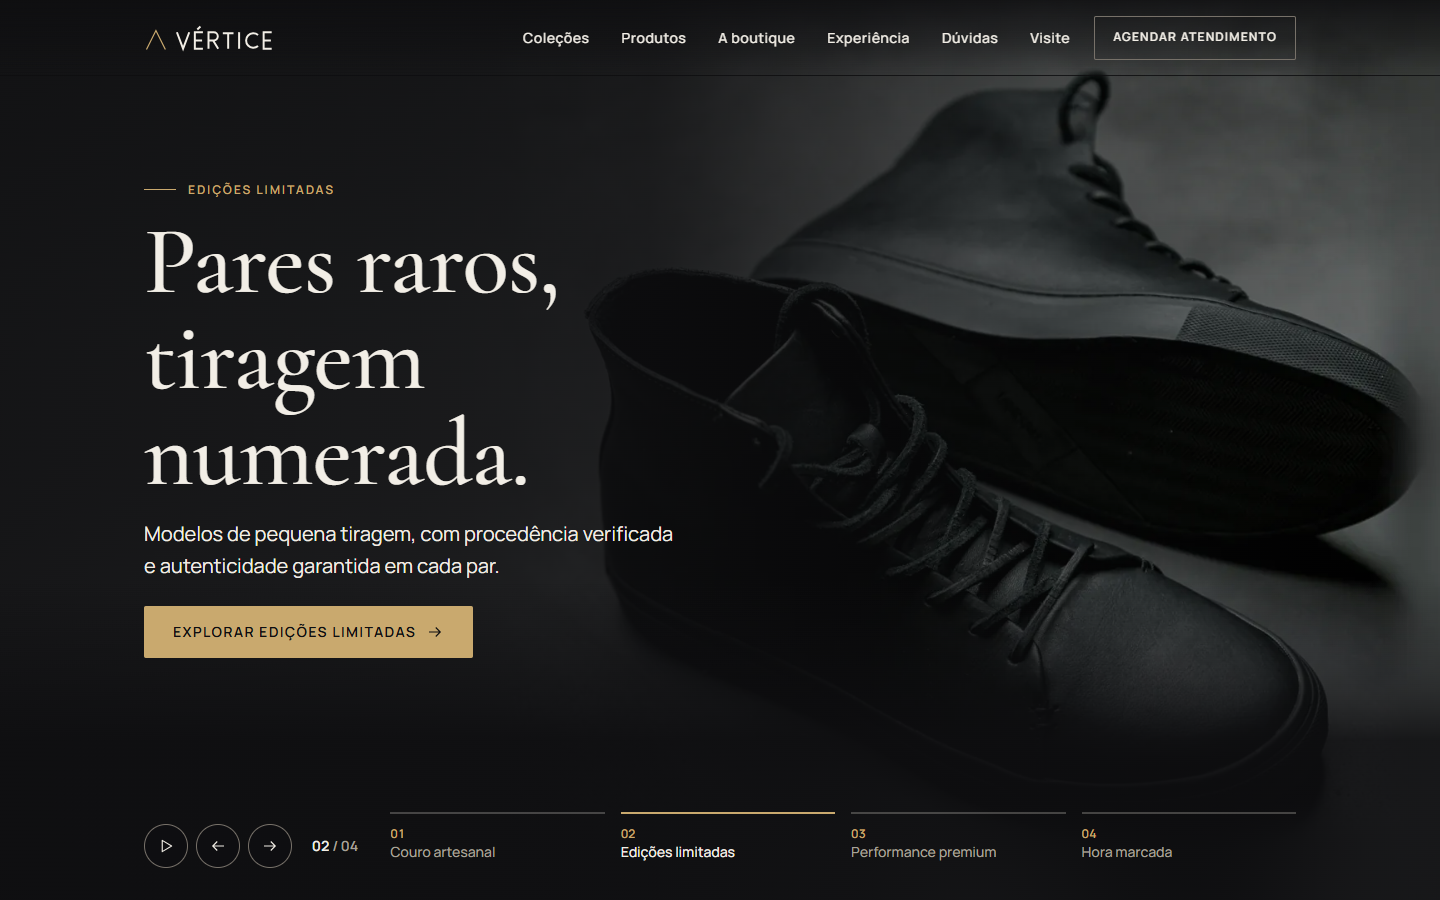 VÉRTICE
Coleções
Produtos
A boutique
Experiência
Dúvidas
Visite
AGENDAR ATENDIMENTO
EDIÇÕES LIMITADAS
Pares raros,
tiragem
numerada.
Modelos de pequena tiragem, com procedência verificada
e autenticidade garantida em cada par.
EXPLORAR EDIÇÕES LIMITADAS
02 / 04
01
Couro artesanal
02
Edições limitadas
03
Performance premium
04
Hora marcada